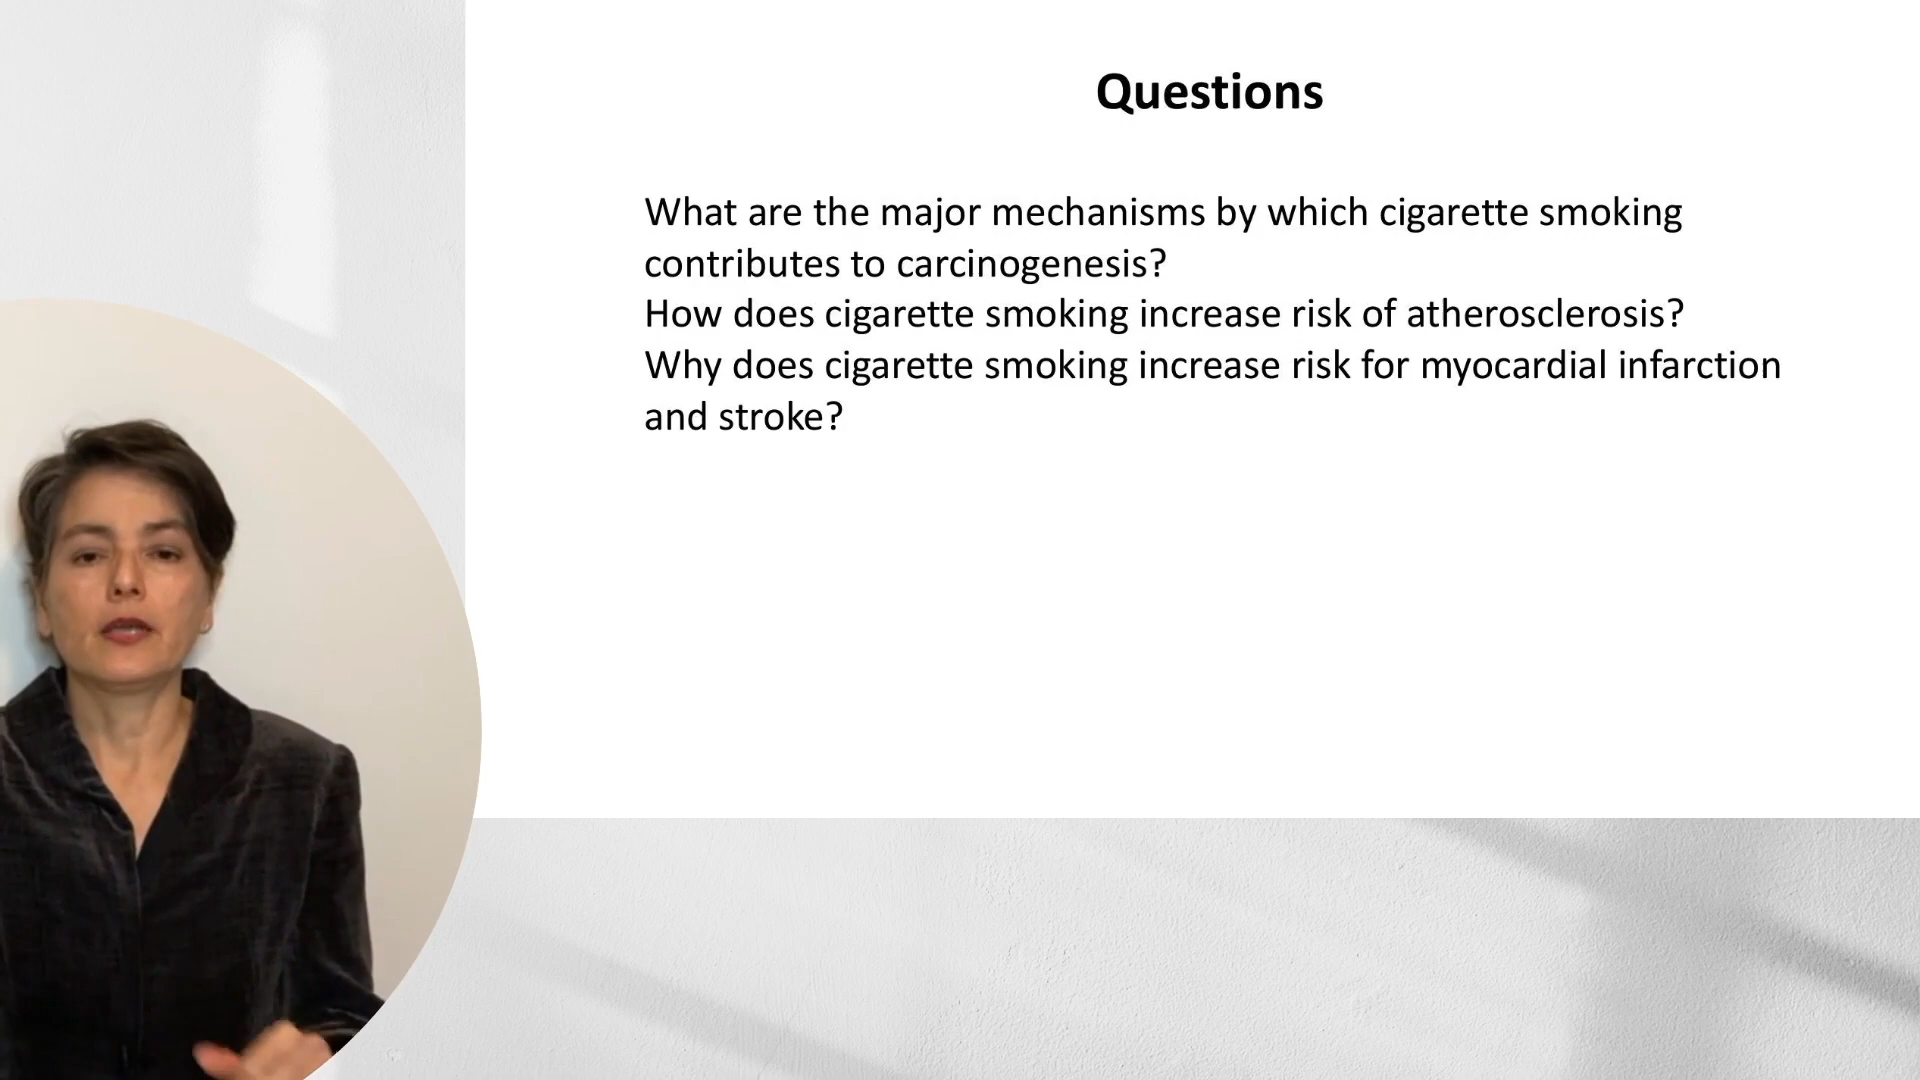 Questions
What are the major mechanisms by which cigarette smoking
contributes to carcinogenesis?
How does cigarette smoking increase risk of atherosclerosis?
Why does cigarette smoking increase risk for myocardial infarction
and stroke?